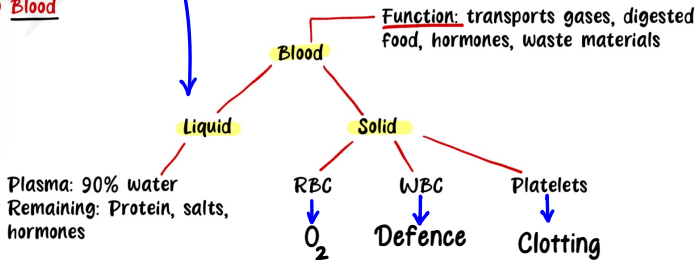 Blood
Function: transports gases, digested
food, hormones, waste materials
Blood
Liquid
Solid
Plasma: 90% water
Remaining: Protein, salts,
hormones
RBC
WBC
Platelets
O2
Defence
Clotting